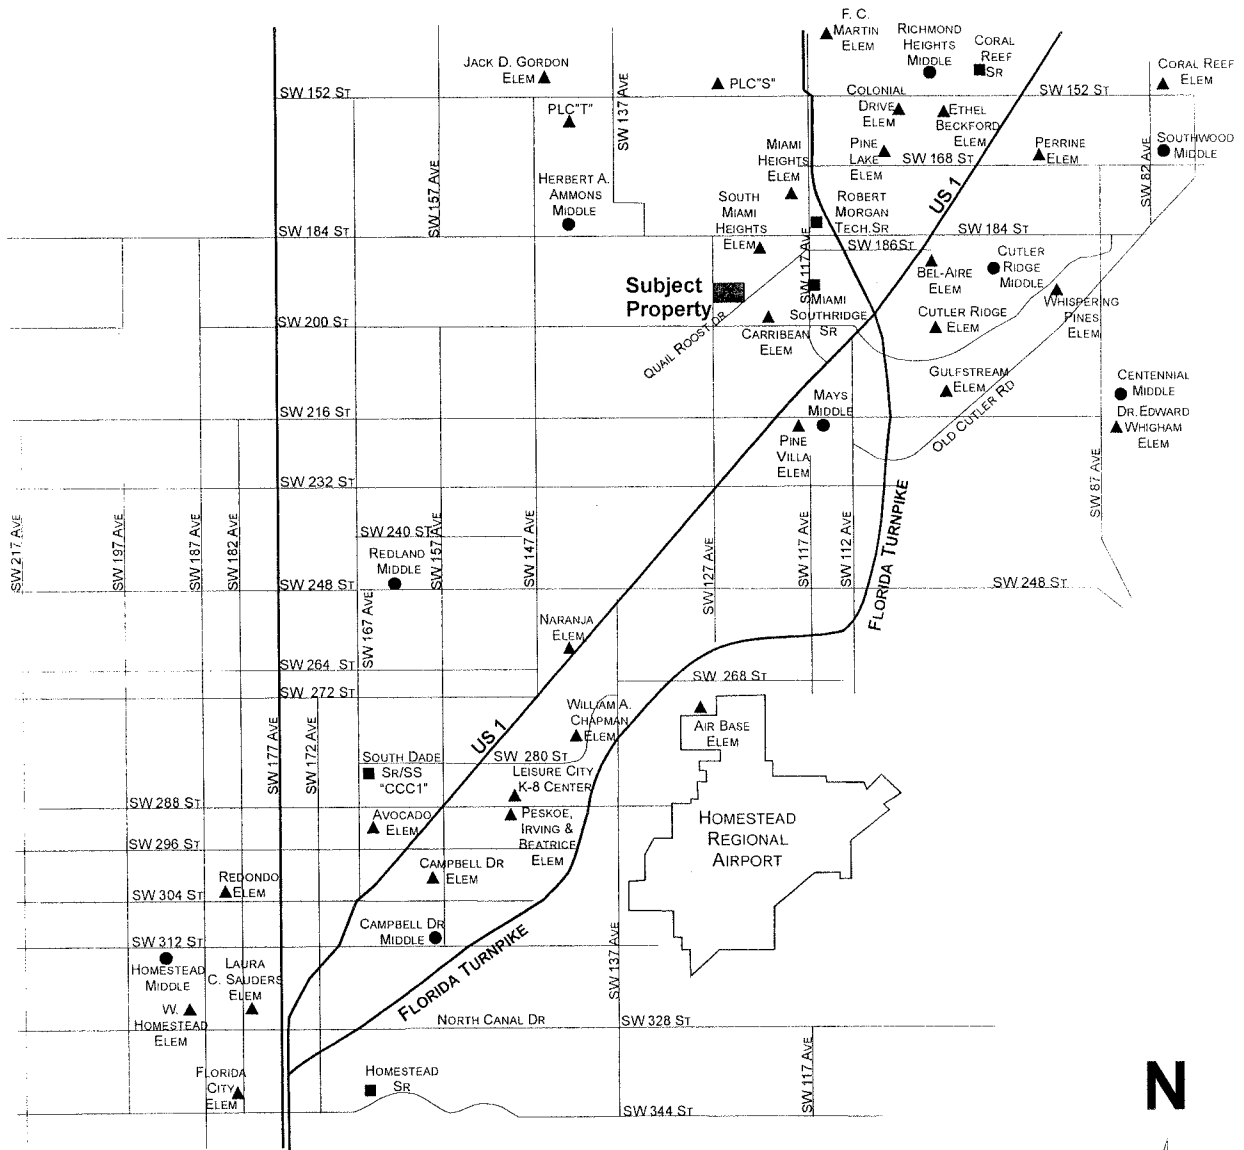 F. C.
MARTIN
ELEM
RICHMOND
HEIGHTS
MIDDLE
CORAL
REEF
SR
JACK D. GORDON
ELEM
CORAL REEF
ELEM
PLC"S"
SW 152 ST
SW 137 AVE
COLONIAL
DRIVE
ELEM
SW 152 ST
PLC"T"
ETHEL
BECKFORD
ELEM
MIAMI
HEIGHTS
ELEM
PINE
LAKE
ELEM
SW 168 ST
PERRINE
ELEM
SW 82 AVE
SOUTHWOOD
MIDDLE
SW 157 AVE
HERBERT A.
AMMONS
MIDDLE
SOUTH
MIAMI
HEIGHTS
ELEM
ROBERT
MORGAN
TECH.SR
US 1
SW 184 ST
SW 117 AVE
SW 186ST
SW 184 ST
BEL-AIRE
ELEM
CUTLER
RIDGE
MIDDLE
Subject
Property
MIAMI
SOUTHRIDGE
SR
CUTLER RIDGE
ELEM
WHISPERING
PINES
ELEM
SW 200 ST
QUAIL ROOST DR
CARRIBEAN
ELEM
GULFSTREAM
ELEM
CENTENNIAL
MIDDLE
SW 216 ST
MAYS
MIDDLE
OLD CUTLER RD
DR. EDWARD
WHIGHAM
ELEM
PINE
VILLA
ELEM
SW 232 ST
SW 87 AVE
SW 217 AVE
SW 197 AVE
SW 187 AVE
SW 182 AVE
SW 240 ST
SW 157 AVE
SW 147 AVE
SW 127 AVE
SW 117 AVE
SW 112 AVE
FLORIDA TURNPIKE
REDLAND
MIDDLE
SW 248 ST
SW 248 ST
SW 167 AVE
NARANJA
ELEM
SW 264 ST
SW 268 ST
SW 272 ST
SW 177 AVE
SW 172 AVE
US 1
WILLIAM A.
CHAPMAN
ELEM
AIR BASE
ELEM
SOUTH DADE
SR/SS
"CCC1"
SW 280 ST
LEISURE CITY
K-8 CENTER
SW 288 ST
AVOCADO
ELEM
PESKOE,
IRVING &
BEATRICE
ELEM
HOMESTEAD
REGIONAL
AIRPORT
SW 296 ST
REDONDO
ELEM
CAMPBELL DR
ELEM
SW 304 ST
CAMPBELL DR
MIDDLE
SW 312 ST
FLORIDA TURNPIKE
SW 137 AVE
HOMESTEAD
MIDDLE
LAURA
C. SAUDERS
ELEM
W.
HOMESTEAD
ELEM
NORTH CANAL DR
SW 328 ST
FLORIDA
CITY
ELEM
HOMESTEAD
SR
SW 117 AVE
N
SW 344 ST